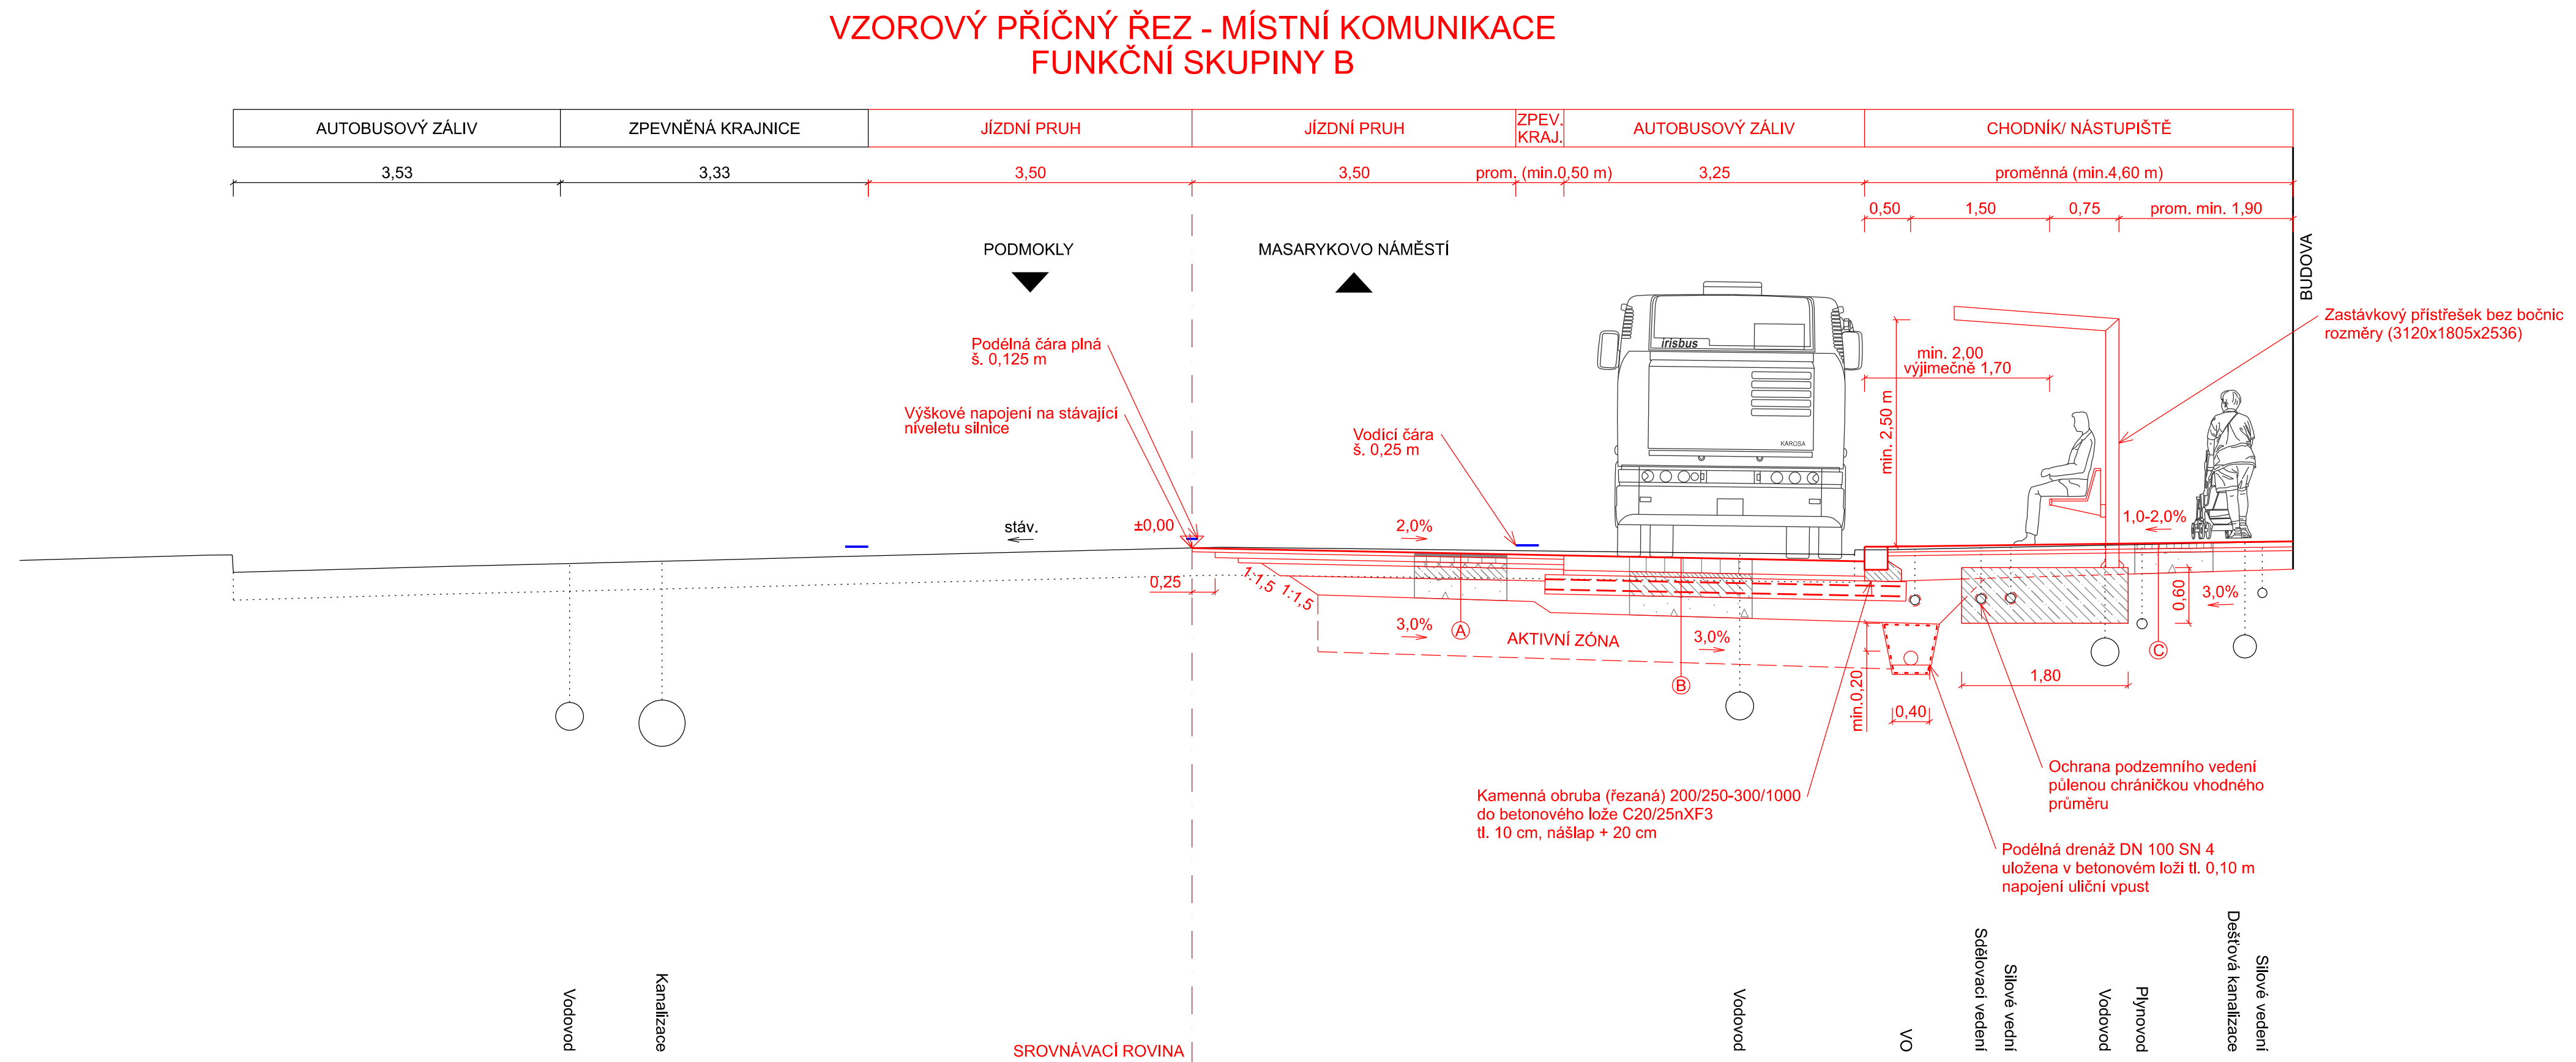 VZOROVÝ PŘÍČNÝ ŘEZ - MÍSTNÍ KOMUNIKACE
FUNKČNÍ SKUPINY B
AUTOBUSOVÝ ZÁLIV
ZPEVNĚNÁ KRAJNICE
JÍZDNÍ PRUH
JÍZDNÍ PRUH
ZPEV.
KRAJ.
AUTOBUSOVÝ ZÁLIV
CHODNÍK/ NÁSTUPIŠTĚ
3,53
3,33
3,50
3,50
prom. (min.0,50 m)
3,25
proměnná (min.4,60 m)
0,50
1,50
0,75
prom. min. 1,90
PODMOKLY
MASARYKOVO NÁMĚSTÍ
BUDOVA
Zastávkový přístřešek bez bočnic
rozměry (3120x1805x2536)
Podélná čára plná
š. 0,125 m
irisbus
min. 2,00
výjimečně 1,70
min. 2,50 m
Výškové napojení na stávající
niveletu silnice
Vodící čára
š. 0,25 m
KAROSA
stáv.
±0,00
2,0%
1,0-2,0%
0,25
1:1,5
1:1,5
3,0%
A
AKTIVNÍ ZÓNA
3,0%
B
0,60
3,0%
C
1,80
min.0,20
0,40
Kamenná obruba (řezaná) 200/250-300/1000
do betonového lože C20/25nXF3
tl. 10 cm, nášlap + 20 cm
Ochrana podzemního vedení
půlenou chráničkou vhodného
průměru
Podélná drenáž DN 100 SN 4
uložena v betonovém loži tl. 0,10 m
napojení uliční vpust
Vodovod
Kanalizace
SROVNÁVACÍ ROVINA
Vodovod
VO
Sdělovací vedení
Silové vední
Vodovod
Plynovod
Dešťová kanalizace
Silové vedení